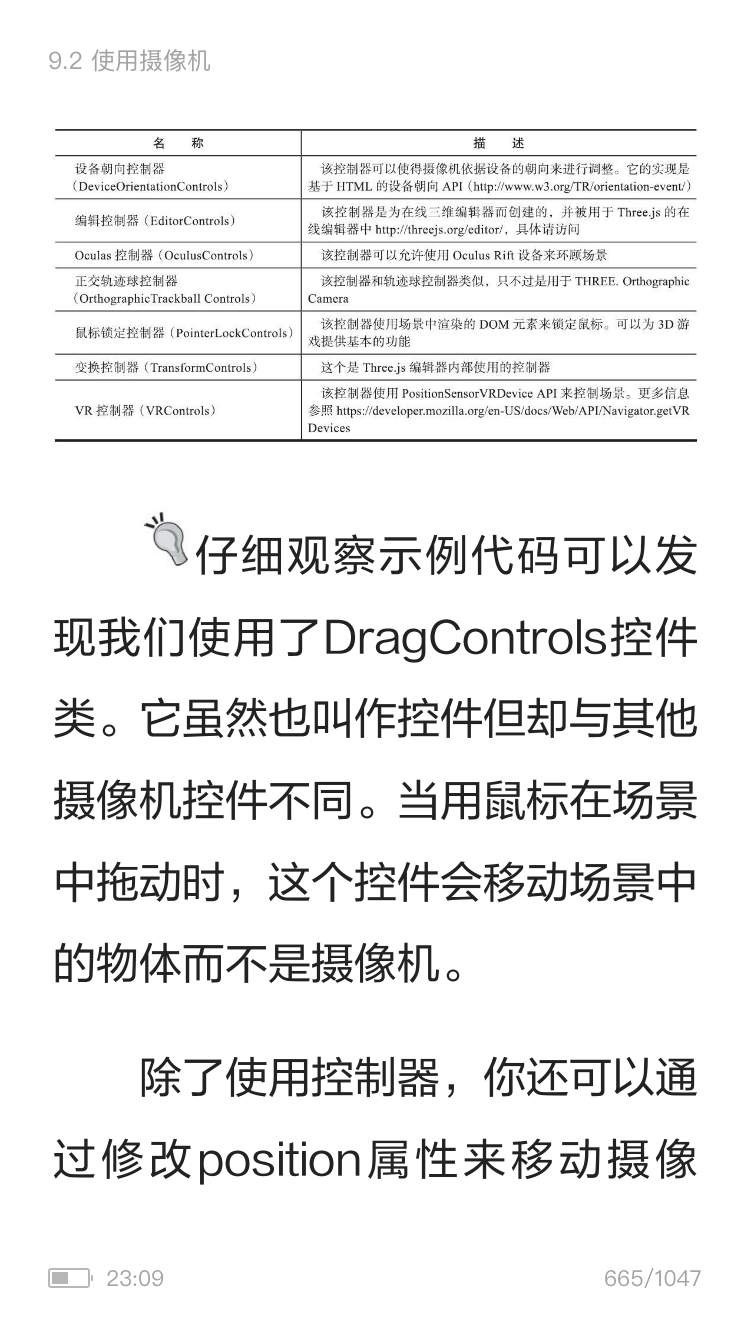 9.2 使用摄像机
名 称 描 述
设备朝向控制器
（DeviceOrientationControls）
该控制器可以使得摄像机依据设备的朝向来进行调整。它的实现是
基于 HTML 的设备朝向 API（http://www.w3.org/TR/orientation-event/）
编辑控制器（EditorControls）
该控制器是为在线三维编辑器而创建的，并被用于 Three.js 的在
线编辑器中 http://threejs.org/editor/，具体请访问
Oculas 控制器（OculusControls）
该控制器可以允许使用 Oculus Rift 设备来环顾场景
正交轨迹球控制器
（OrthographicTrackball Controls）
该控制器和轨迹球控制器类似，只不过是用于 THREE. Orthographic
Camera
鼠标锁定控制器（PointerLockControls）
该控制器使用场景中渲染的 DOM 元素来锁定鼠标。可以为 3D 游
戏提供基本的功能
变换控制器（TransformControls）
这个是 Three.js 编辑器内部使用的控制器
VR 控制器（VRControls）
该控制器使用 PositionSensorVRDevice API 来控制场景。更多信息
参照 https://developer.mozilla.org/en-US/docs/Web/API/Navigator.getVR
Devices
仔细观察示例代码可以发
现我们使用了DragControls控件
类。它虽然也叫作控件但却与其他
摄像机控件不同。当用鼠标在场景
中拖动时，这个控件会移动场景中
的物体而不是摄像机。
除了使用控制器，你还可以通
过修改position属性来移动摄像
23:09
665/1047